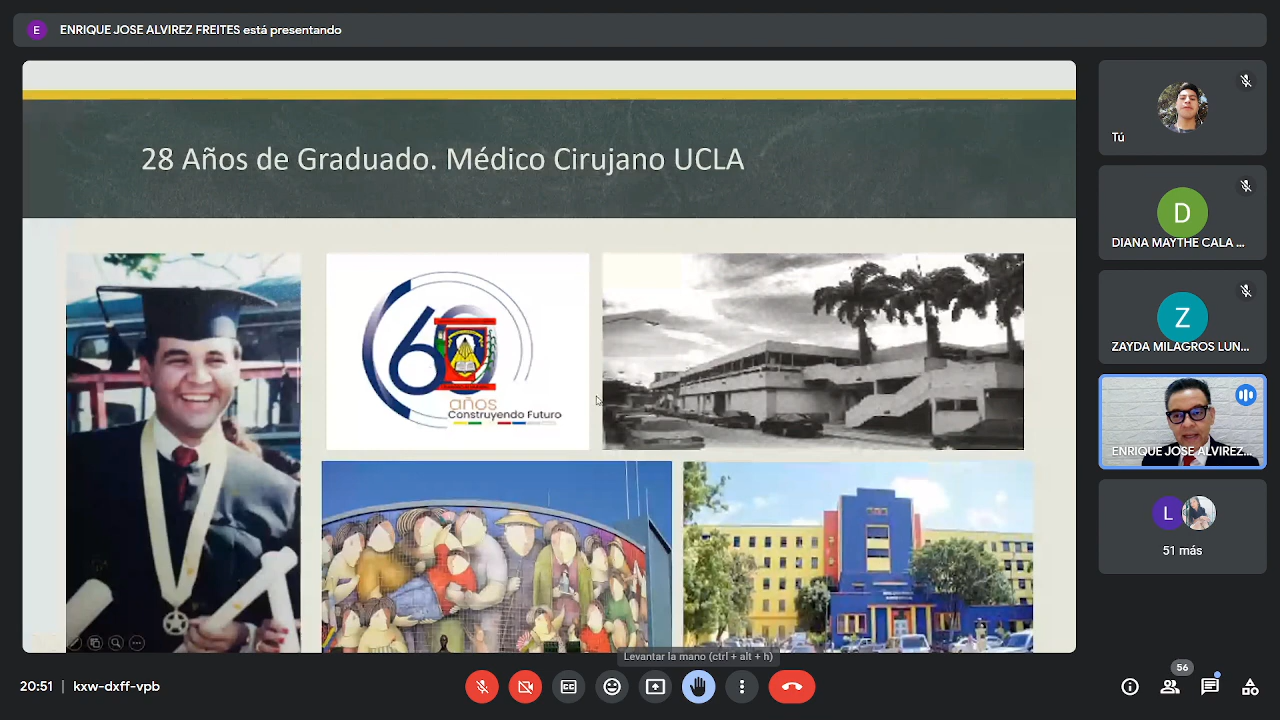 E
ENRIQUE JOSE ALVIREZ FREITES está presentando
28 Años de Graduado. Médico Cirujano UCLA
60
años
Construyendo Futuro
Tú
D
DIANA MAYTHE CALA ...
Z
ZAYDA MILAGROS LUN...
ENRIQUE JOSE ALVIREZ...
L
51 más
Levantar la mano (ctrl + alt + h)
20:51 | kxw-dxff-vpb
56